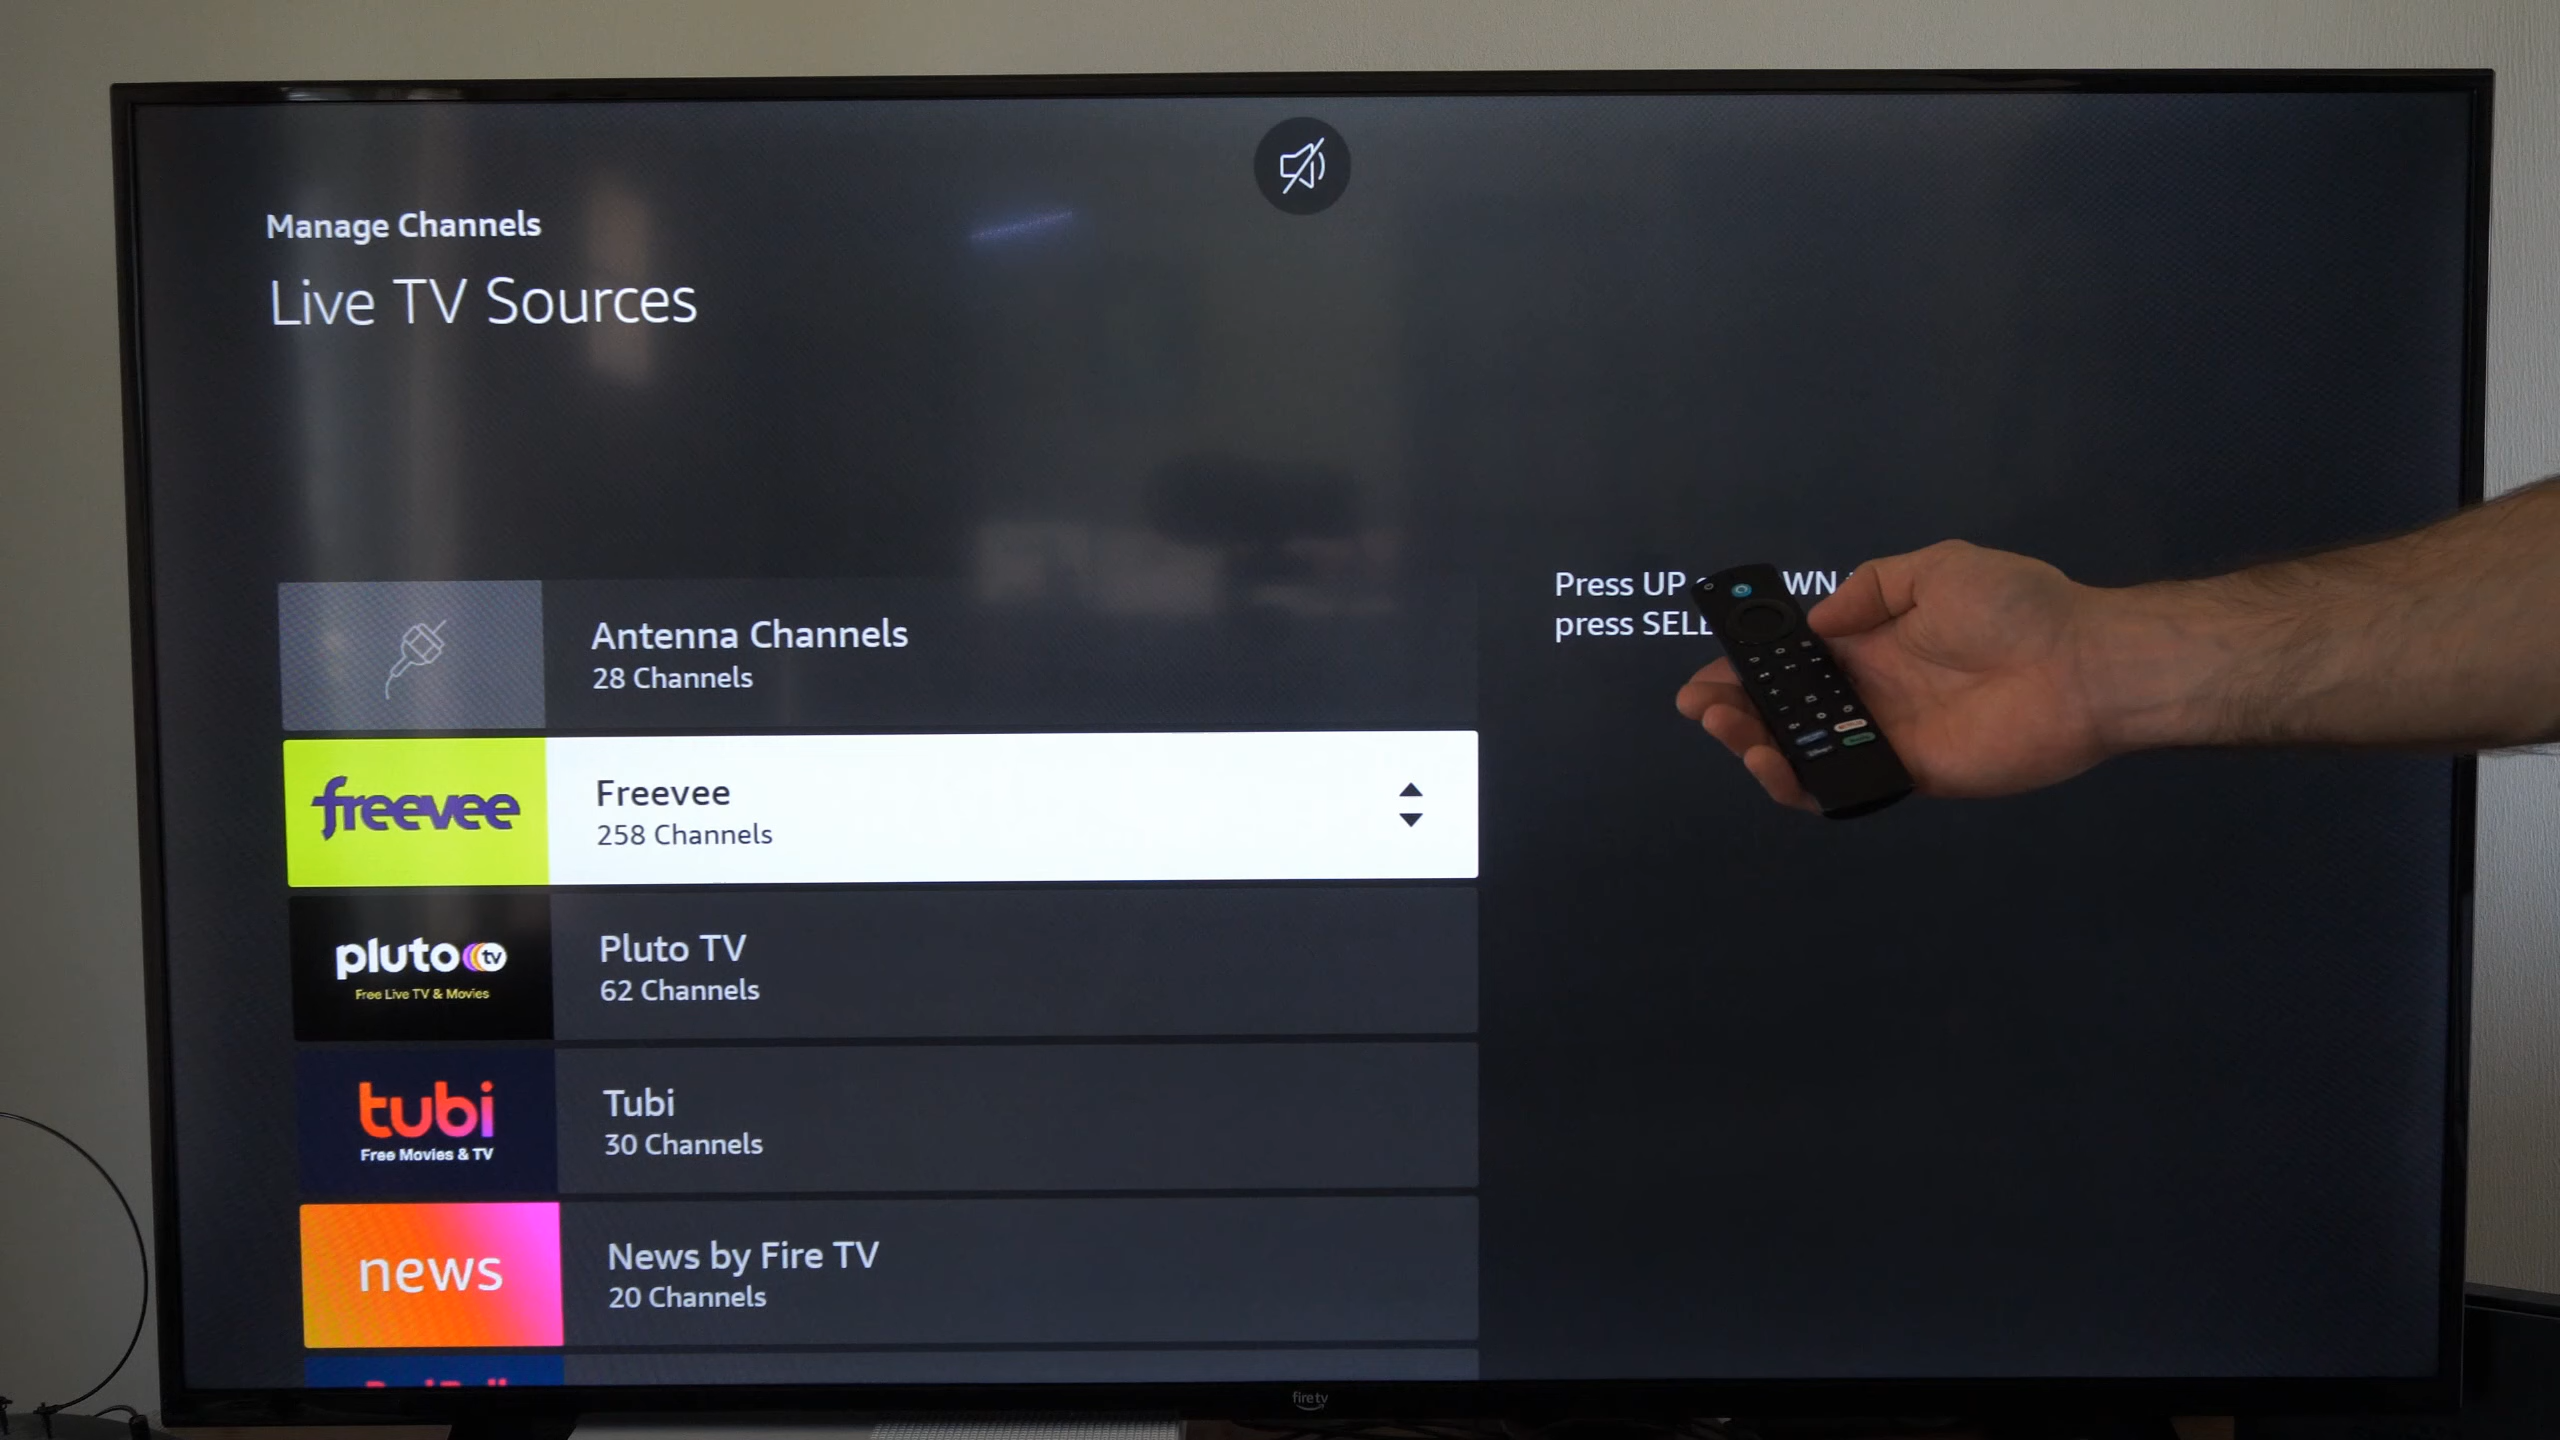 Manage Channels
Live TV Sources
Press UP
press
Antenna Channels
28 Channels
freevee
Freevee
258 Channels
pluto tv
Free Live TV & Movies
Pluto TV
62 Channels
tubi
Free Movies & TV
Tubi
30 Channels
news
News by Fire TV
20 Channels
firetv